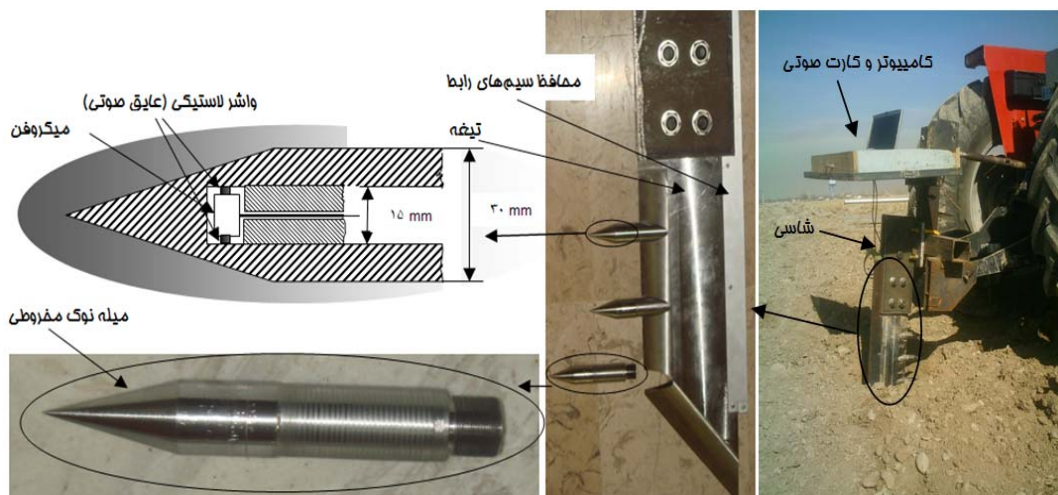 واشر لاستیکی (عایق صوتی)
میکروفن
۱۵ mm
۳۰ mm
میله نوک مخروطی
محافظ سیم‌های رابط
تیغه
کامپیوتر و کارت صوتی
شاسی